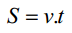 S = v.t